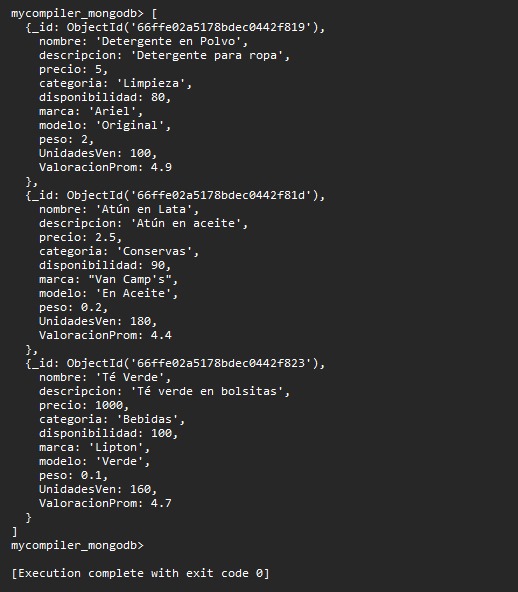 mycompiler_mongodb> [
  {_id: ObjectId('66ffe02a5178bdec0442f819'),
    nombre: 'Detergente en Polvo',
    descripcion: 'Detergente para ropa',
    precio: 5,
    categoria: 'Limpieza',
    disponibilidad: 80,
    marca: 'Ariel',
    modelo: 'Original',
    peso: 2,
    UnidadesVen: 100,
    ValoracionProm: 4.9
  },
  {_id: ObjectId('66ffe02a5178bdec0442f81d'),
    nombre: 'Atún en Lata',
    descripcion: 'Atún en aceite',
    precio: 2.5,
    categoria: 'Conservas',
    disponibilidad: 90,
    marca: "Van Camp's",
    modelo: 'En Aceite',
    peso: 0.2,
    UnidadesVen: 180,
    ValoracionProm: 4.4
  },
  {_id: ObjectId('66ffe02a5178bdec0442f823'),
    nombre: 'Té Verde',
    descripcion: 'Té verde en bolsitas',
    precio: 1000,
    categoria: 'Bebidas',
    disponibilidad: 100,
    marca: 'Lipton',
    modelo: 'Verde',
    peso: 0.1,
    UnidadesVen: 160,
    ValoracionProm: 4.7
  }
]
mycompiler_mongodb>
[Execution complete with exit code 0]